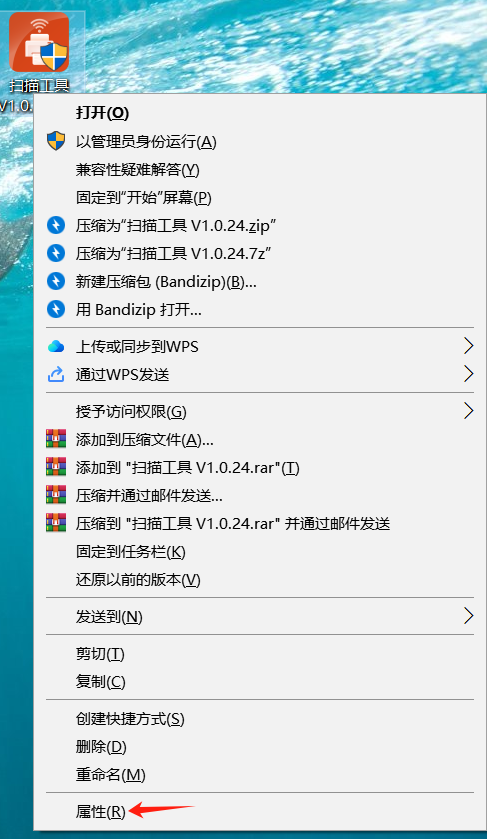 扫描工具
V1.0.
打开(O)
以管理员身份运行(A)
兼容性疑难解答(Y)
固定到“开始”屏幕(P)
压缩为“扫描工具 V1.0.24.zip”
压缩为“扫描工具 V1.0.24.7z”
新建压缩包 (Bandizip)(B)...
用 Bandizip 打开...
上传或同步到WPS
通过WPS发送
授予访问权限(G)
添加到压缩文件(A)...
添加到 "扫描工具 V1.0.24.rar"(T)
压缩并通过邮件发送...
压缩到 "扫描工具 V1.0.24.rar" 并通过邮件发送
固定到任务栏(K)
还原以前的版本(V)
发送到(N)
剪切(T)
复制(C)
创建快捷方式(S)
删除(D)
重命名(M)
属性(R)